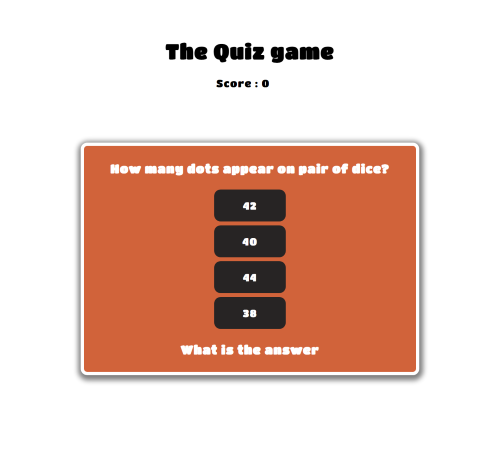 The Quiz game
Score : 0
How many dots appear on pair of dice?
42
40
44
38
What is the answer